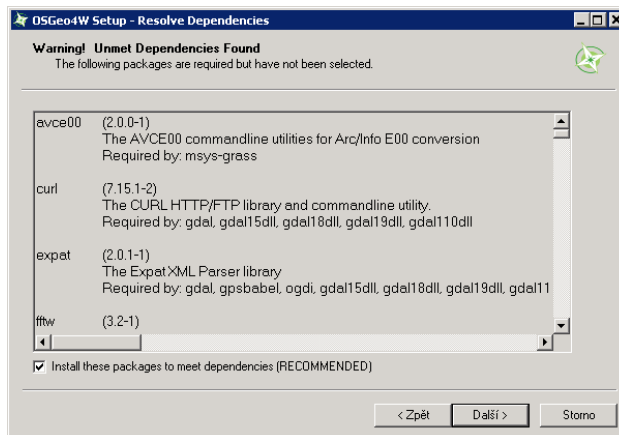 OSGeo4W Setup - Resolve Dependencies
Warning! Unmet Dependencies Found
The following packages are required but have not been selected.
avce00 (2.0.0-1)
The AVCE00 commandline utilities for Arc/Info E00 conversion
Required by: msys-grass
curl (7.15.1-2)
The CURL HTTP/FTP library and commandline utility.
Required by: gdal, gdal15dll, gdal18dll, gdal19dll, gdal110dll
expat (2.0.1-1)
The Expat XML Parser library
Required by: gdal, gpsbabel, ogdi, gdal15dll, gdal18dll, gdal19dll, gdal11
fftw (3.2-1)
Install these packages to meet dependencies (RECOMMENDED)
< Zpět Další > Storno